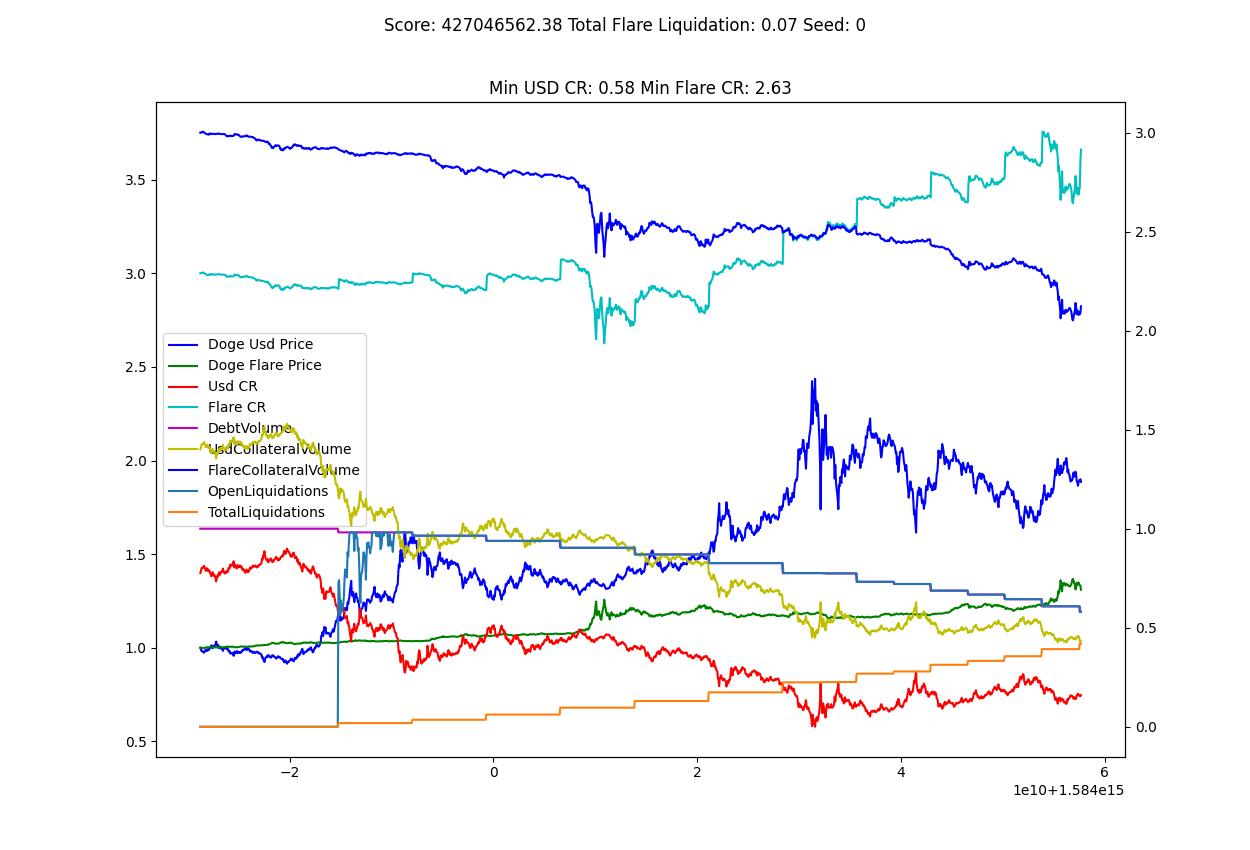 Score: 427046562.38 Total Flare Liquidation: 0.07 Seed: 0
Min USD CR: 0.58 Min Flare CR: 2.63
3.5
3.0
2.5
2.0
1.5
1.0
0.5
3.0
2.5
2.0
1.5
1.0
0.5
0.0
Doge Usd Price
Doge Flare Price
Usd CR
Flare CR
DebtVolume
UsdCollateralVolume
FlareCollateralVolume
OpenLiquidations
TotalLiquidations
−2 0 2 4 6
1e10+1.584e15